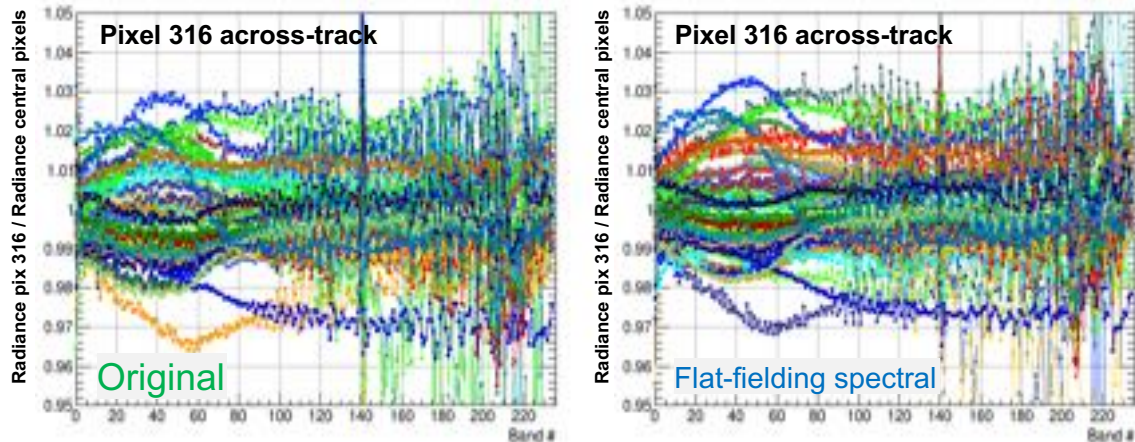 Pixel 316 across-track
Radiance pix 316 / Radiance central pixels
1.05
1.04
1.03
1.02
1.01
1
0.99
0.98
0.97
0.96
0.95
Original
0 20 40 60 80 100 120 140 160 180 200 220
Band #
Pixel 316 across-track
Radiance pix 316 / Radiance central pixels
1.05
1.04
1.03
1.02
1.01
1
0.99
0.98
0.97
0.96
0.95
Flat-fielding spectral
0 20 40 60 80 100 120 140 160 180 200 220
Band #